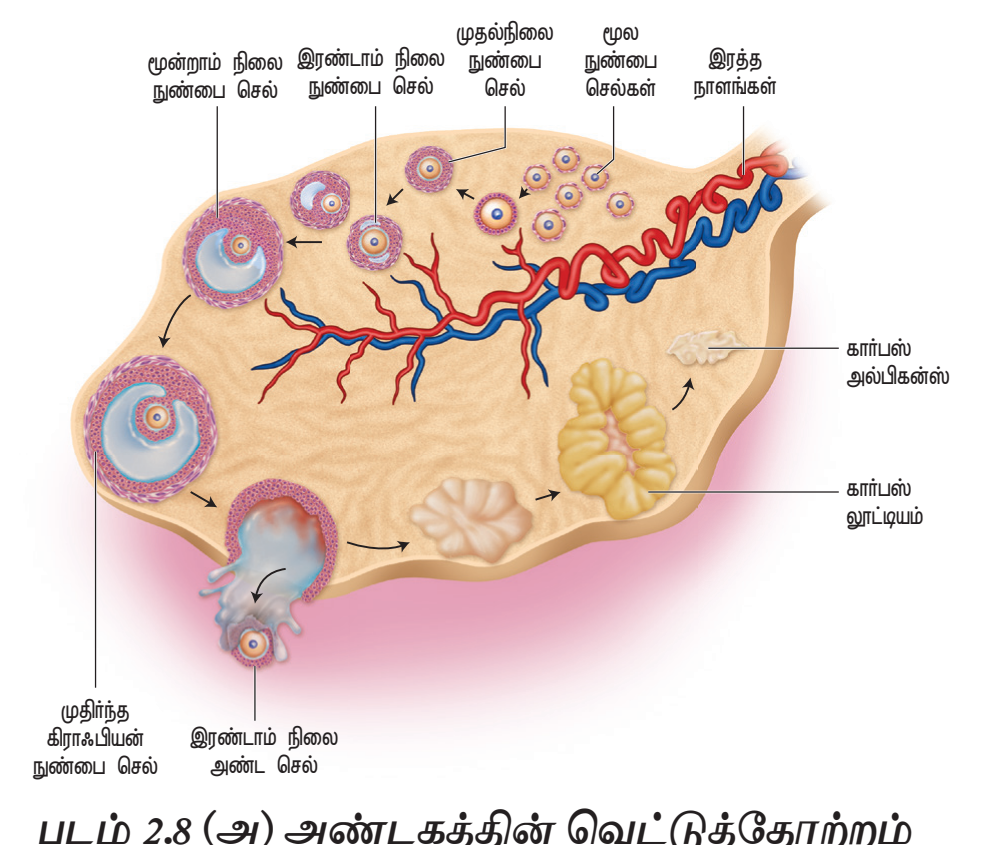 மூன்றாம் நிலை
நுண்பை செல்
இரண்டாம் நிலை
நுண்பை செல்
முதல்நிலை
நுண்பை
செல்
மூல
நுண்பை
செல்கள்
இரத்த
நாளங்கள்
கார்பஸ்
அல்பிகன்ஸ்
கார்பஸ்
லூட்டியம்
முதிர்ந்த
கிராஃபியன்
நுண்பை செல்
இரண்டாம் நிலை
அண்ட செல்
படம் 2.8 (அ) அண்டகத்தின் வெட்டுத்தோற்றம்